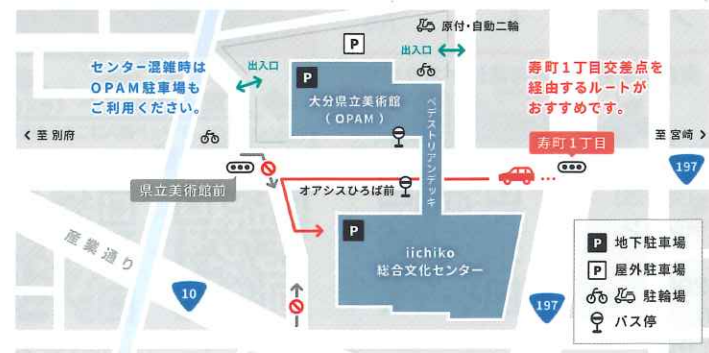 原付・自動二輪
P
出入口
出入口
センター混雑時は
OPAM駐車場も
ご利用ください。
P
大分県立美術館
(OPAM)
寿町1丁目交差点を
経由するルートが
おすすめです。
ペデストリアンデッキ
< 至 別府
至 宮崎 >
寿町1丁目
197
県立美術館前
オアシスひろば前
P
iichiko
総合文化センター
産業通り
10
197
P 地下駐車場
P 屋外駐車場
駐輪場
バス停